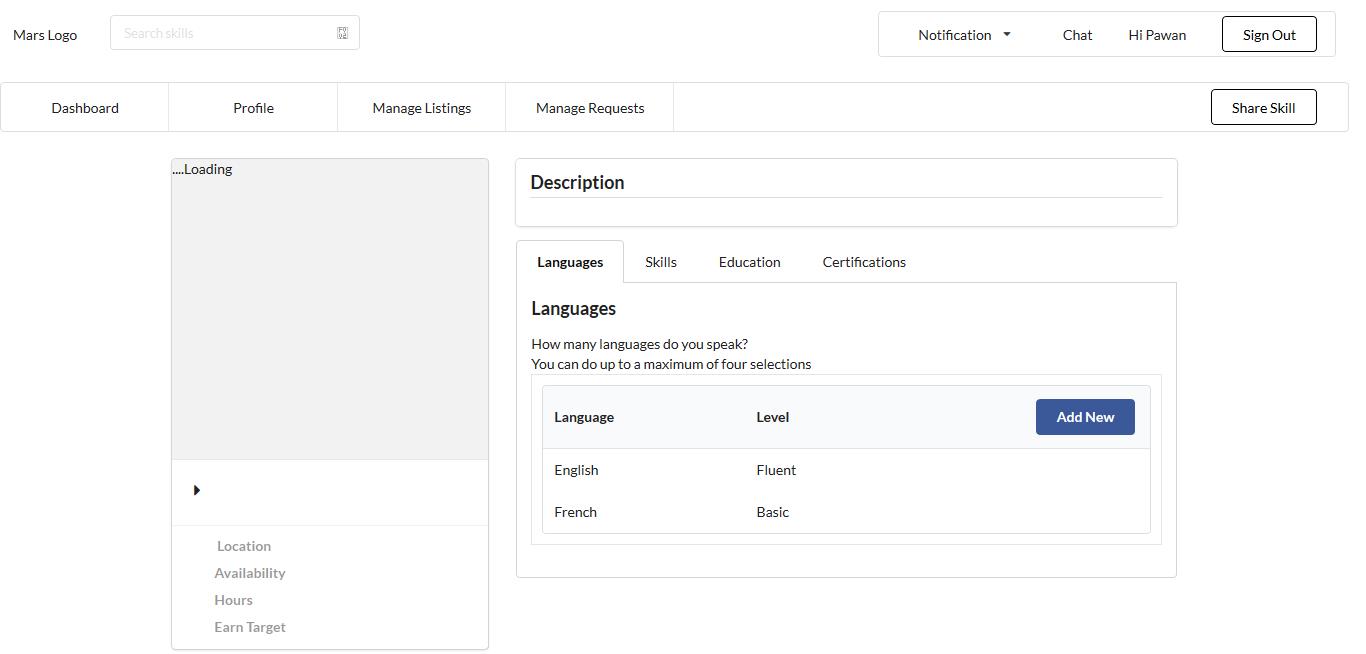 Mars Logo
Search skills
Notification
Chat
Hi Pawan
Sign Out
Dashboard
Profile
Manage Listings
Manage Requests
Share Skill
....Loading
Location
Availability
Hours
Earn Target
Description
Languages
Skills
Education
Certifications
Languages
How many languages do you speak?
You can do up to a maximum of four selections
Language Level Add New
English Fluent
French Basic